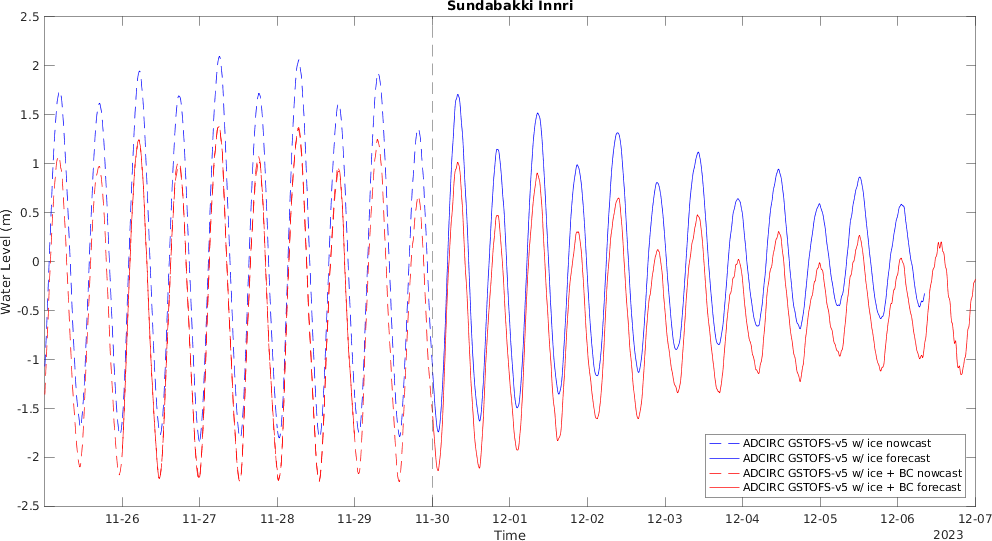 Sundabakki Innri
2.5
2
1.5
1
0.5
0
-0.5
-1
-1.5
-2
-2.5
Water Level (m)
ADCIRC GSTOFS-v5 w/ ice nowcast
ADCIRC GSTOFS-v5 w/ ice forecast
ADCIRC GSTOFS-v5 w/ ice + BC nowcast
ADCIRC GSTOFS-v5 w/ ice + BC forecast
11-26 11-27 11-28 11-29 11-30 12-01 12-02 12-03 12-04 12-05 12-06 12-07
Time
2023